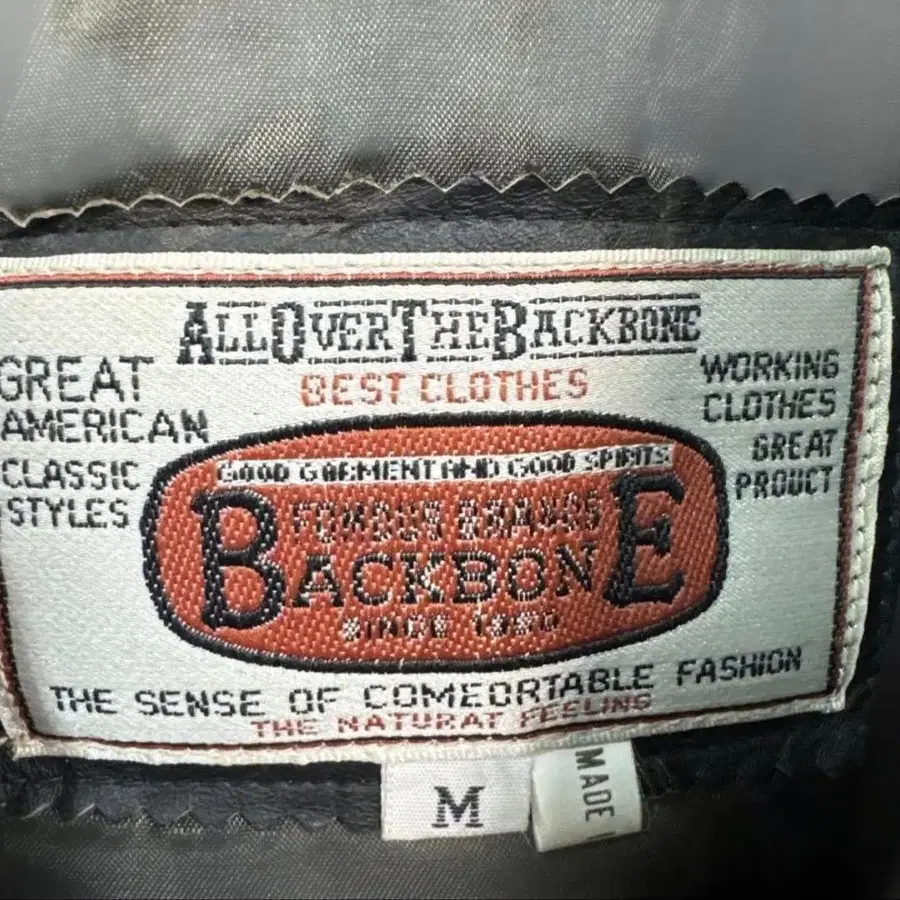 ALLOVERTHEBACKBONE
BEST CLOTHES
GREAT
AMERICAN
CLASSIC
STYLES
WORKING
CLOTHES
GREAT
PROUCT
GOOD GARMENT AND GOOD SPIRITS
BACKBONE
SINCE
THE SENSE OF COMEORTABLE FASHION
THE NATURAT FEELING
M
MADE